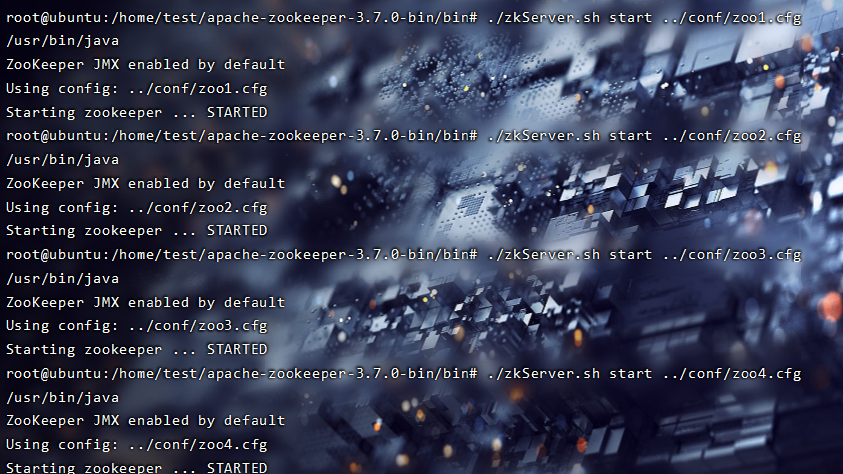 root@ubuntu:/home/test/apache-zookeeper-3.7.0-bin/bin# ./zkServer.sh start ../conf/zoo1.cfg
/usr/bin/java
ZooKeeper JMX enabled by default
Using config: ../conf/zoo1.cfg
Starting zookeeper ... STARTED
root@ubuntu:/home/test/apache-zookeeper-3.7.0-bin/bin# ./zkServer.sh start ../conf/zoo2.cfg
/usr/bin/java
ZooKeeper JMX enabled by default
Using config: ../conf/zoo2.cfg
Starting zookeeper ... STARTED
root@ubuntu:/home/test/apache-zookeeper-3.7.0-bin/bin# ./zkServer.sh start ../conf/zoo3.cfg
/usr/bin/java
ZooKeeper JMX enabled by default
Using config: ../conf/zoo3.cfg
Starting zookeeper ... STARTED
root@ubuntu:/home/test/apache-zookeeper-3.7.0-bin/bin# ./zkServer.sh start ../conf/zoo4.cfg
/usr/bin/java
ZooKeeper JMX enabled by default
Using config: ../conf/zoo4.cfg
Starting zookeeper ... STARTED